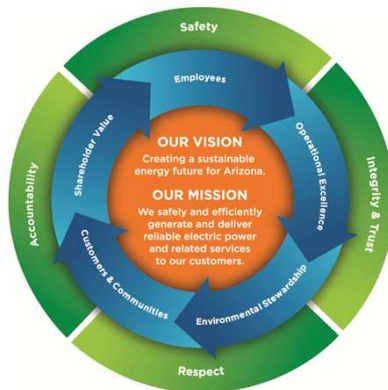 Safety
Employees
Shareholder Value
Operational Excellence
Accountability
Integrity & Trust
OUR VISION
Creating a sustainable
energy future for Arizona.
OUR MISSION
We safely and efficiently
generate and deliver
reliable electric power
and related services
to our customers.
Customers & Communities
Environmental Stewardship
Respect